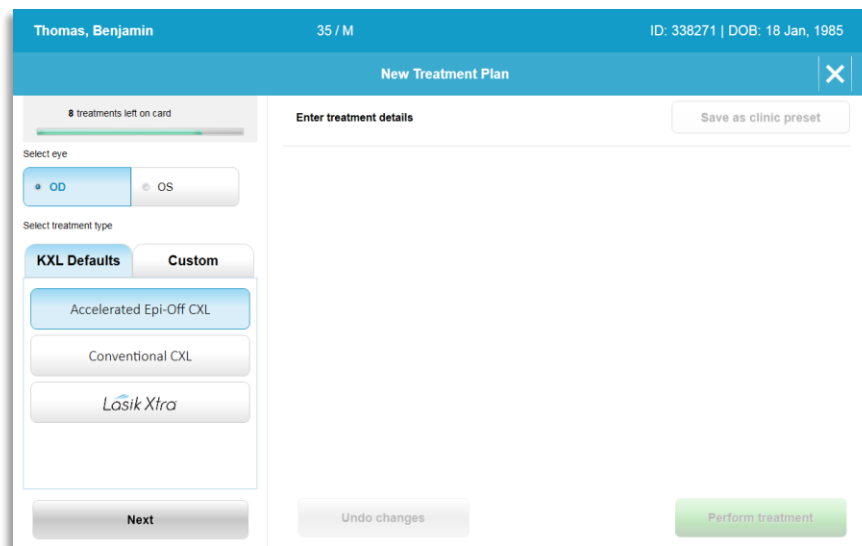 Thomas, Benjamin 35 / M ID: 338271 | DOB: 18 Jan, 1985
New Treatment Plan
8 treatments left on card
Enter treatment details
Save as clinic preset
Select eye
OD OS
Select treatment type
KXL Defaults Custom
Accelerated Epi-Off CXL
Conventional CXL
Lasik Xtra
Next
Undo changes
Perform treatment